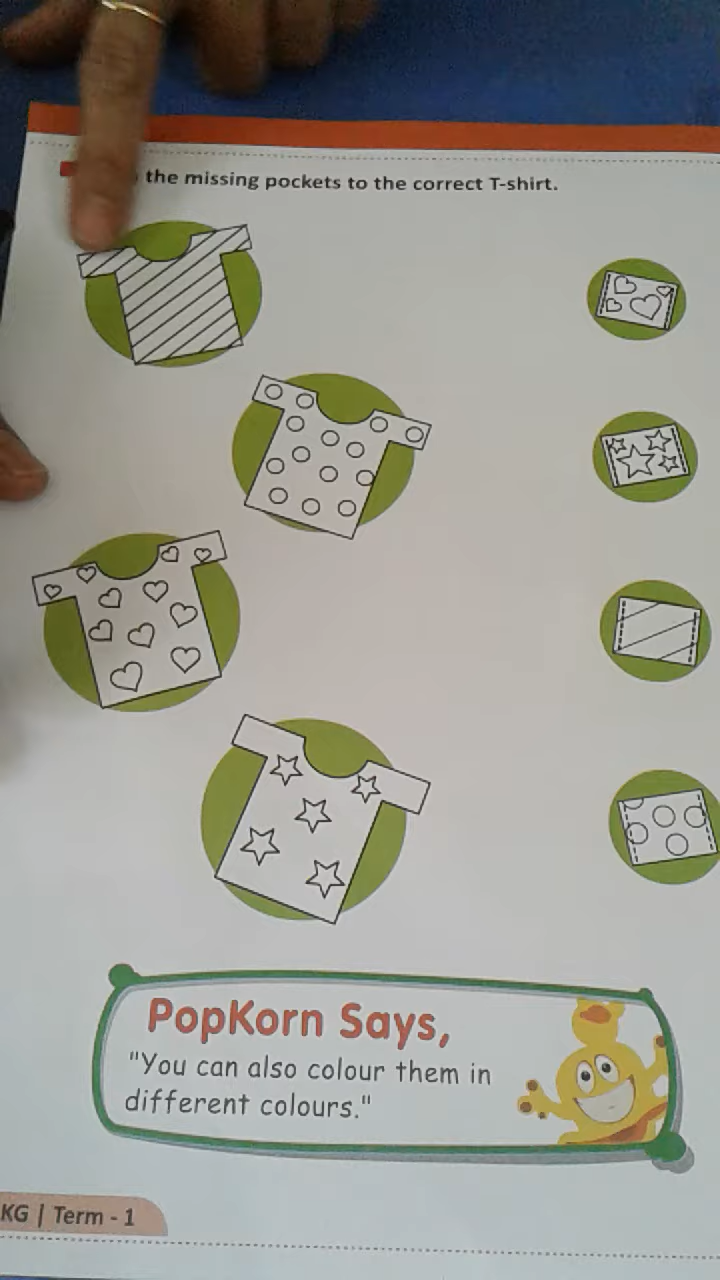 the missing pockets to the correct T-shirt.
PopKorn Says,
"You can also colour them in
different colours."
KG | Term - 1